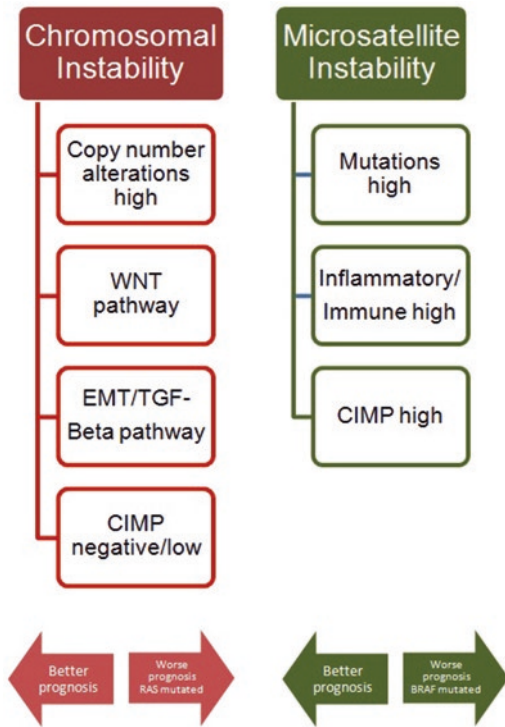 Chromosomal
Instability
Copy number
alterations
high
WNT
pathway
EMT/TGF-
Beta pathway
CIMP
negative/low
Microsatellite
Instability
Mutations
high
Inflammatory/
Immune high
CIMP high
Better
prognosis
Worse
prognosis
RAS mutated
Better
prognosis
Worse
prognosis
BRAF mutated